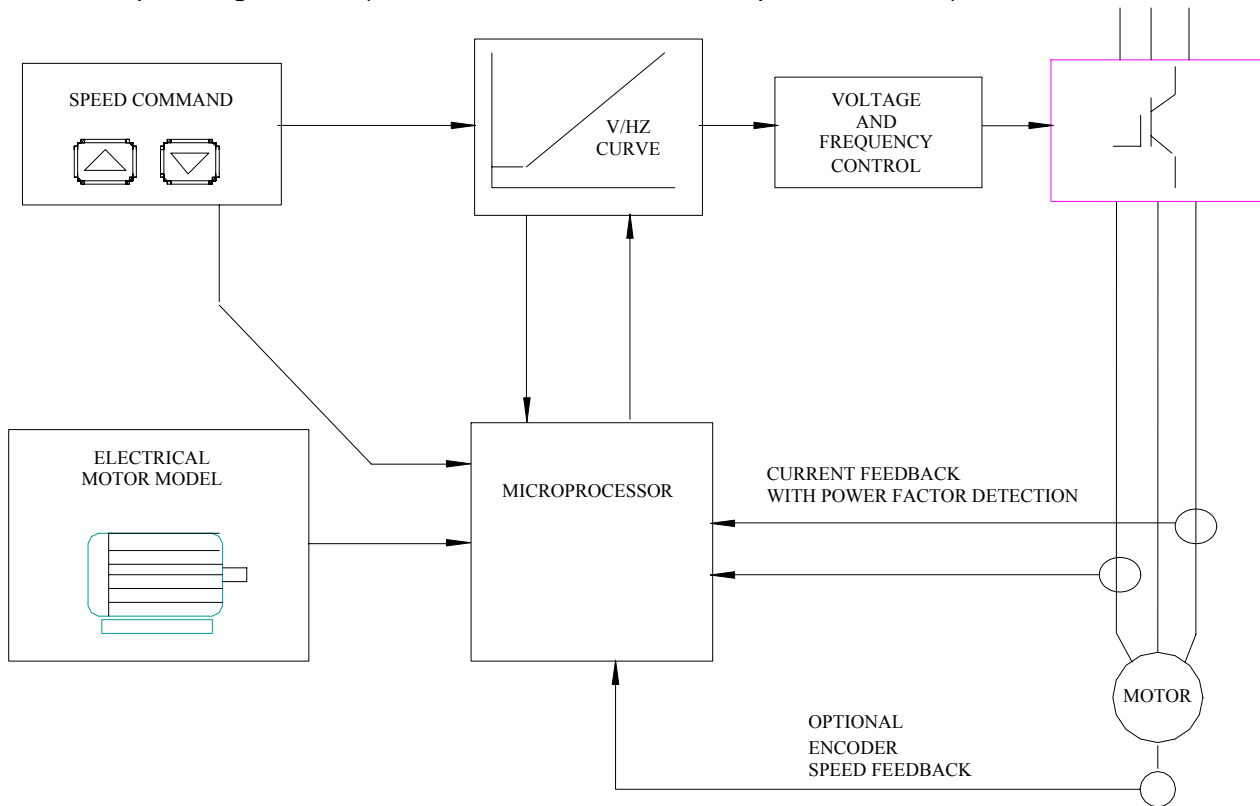 SPEED COMMAND
V/HZ
CURVE
VOLTAGE
AND
FREQUENCY
CONTROL
ELECTRICAL
MOTOR MODEL
MICROPROCESSOR
CURRENT FEEDBACK
WITH POWER FACTOR DETECTION
MOTOR
OPTIONAL
ENCODER
SPEED FEEDBACK